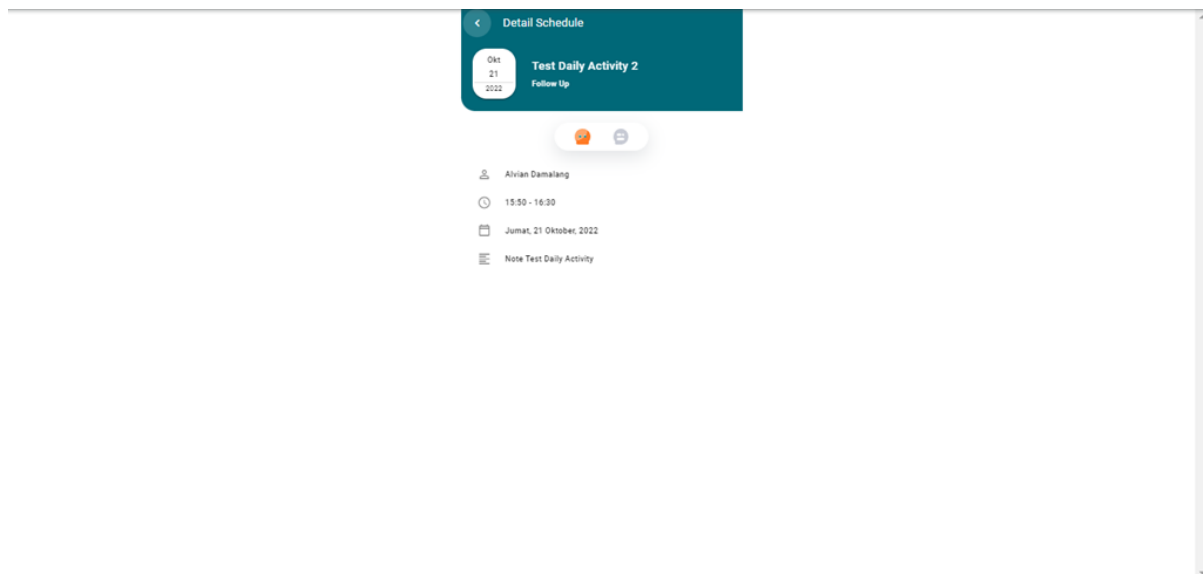 Detail Schedule
Okt
21
2022
Test Daily Activity 2
Follow Up
Alvian Damalang
15:50 - 16:30
Jumat, 21 Oktober, 2022
Note Test Daily Activity